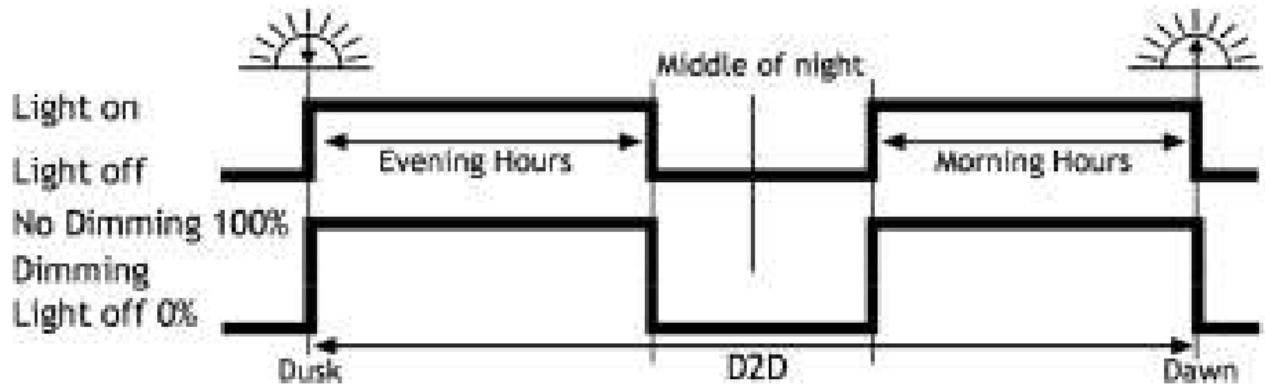 Middle of night
Light on
Evening Hours
Morning Hours
Light off
No Dimming 100%
Dimming
Light off 0%
Dusk
D2D
Dawn